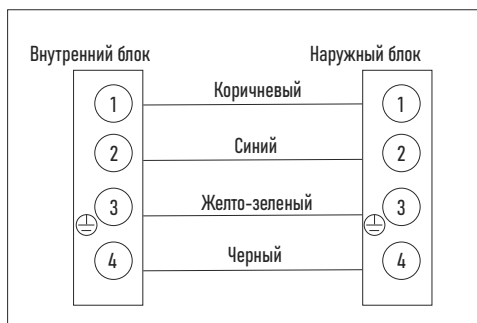 Внутренний блок Наружный блок
1 Коричневый 1
2 Синий 2
3 Желто-зеленый 3
4 Черный 4